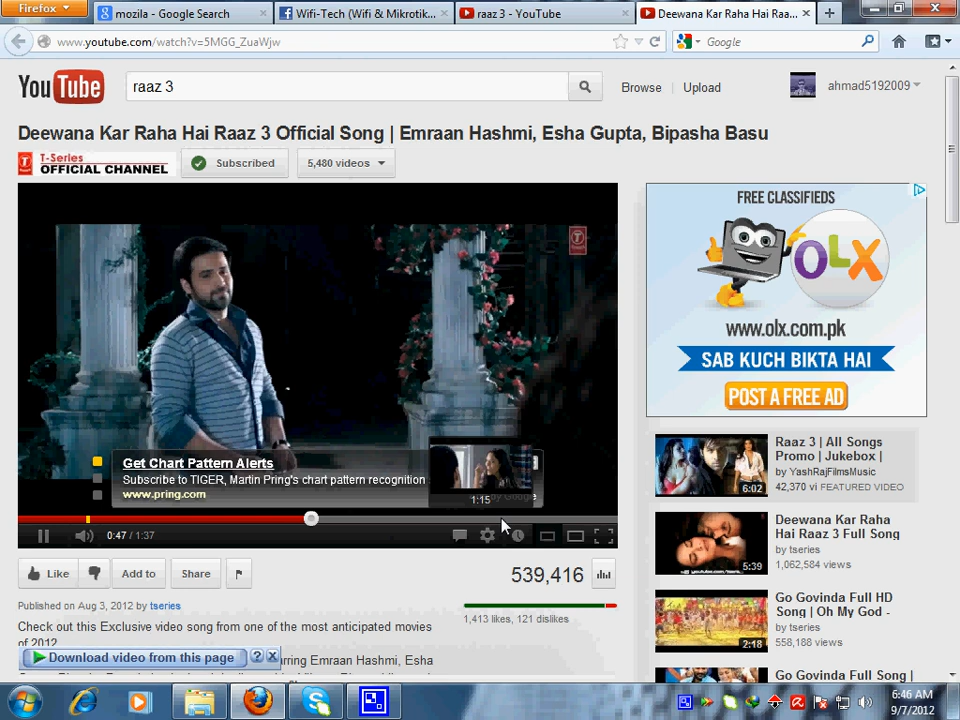 Firefox
mozila - Google Search
Wifi-Tech (Wifi & Mikrotik...
raaz 3 - YouTube
Deewana Kar Raha Hai Raa...
www.youtube.com/watch?v=5MGG_ZuaWjw
Google
YouTube
raaz 3
Browse
Upload
ahmad5192009
Deewana Kar Raha Hai Raaz 3 Official Song | Emraan Hashmi, Esha Gupta, Bipasha Basu
T-Series
OFFICIAL CHANNEL
Subscribed
5,480 videos
Get Chart Pattern Alerts
Subscribe to TIGER, Martin Pring's chart pattern recognition
www.pring.com
by Google
1:15
0:47 / 1:37
Like
Add to
Share
539,416
Published on Aug 3, 2012 by tseries
1,413 likes, 121 dislikes
Check out this Exclusive video song from one of the most anticipated movies
of 2012
Download video from this page
rring Emraan Hashmi, Esha
FREE CLASSIFIEDS
OLX
www.olx.com.pk
SAB KUCH BIKTA HAI
POST A FREE AD
Raaz 3 | All Songs
Promo | Jukebox |
by YashRajFilmsMusic
42,370 vi FEATURED VIDEO
6:02
Deewana Kar Raha
Hai Raaz 3 Full Song
by tseries
1,062,584 views
5:39
Go Govinda Full HD
Song | Oh My God -
by tseries
558,188 views
2:18
Go Govinda Full Song |
6:46 AM
9/7/2012